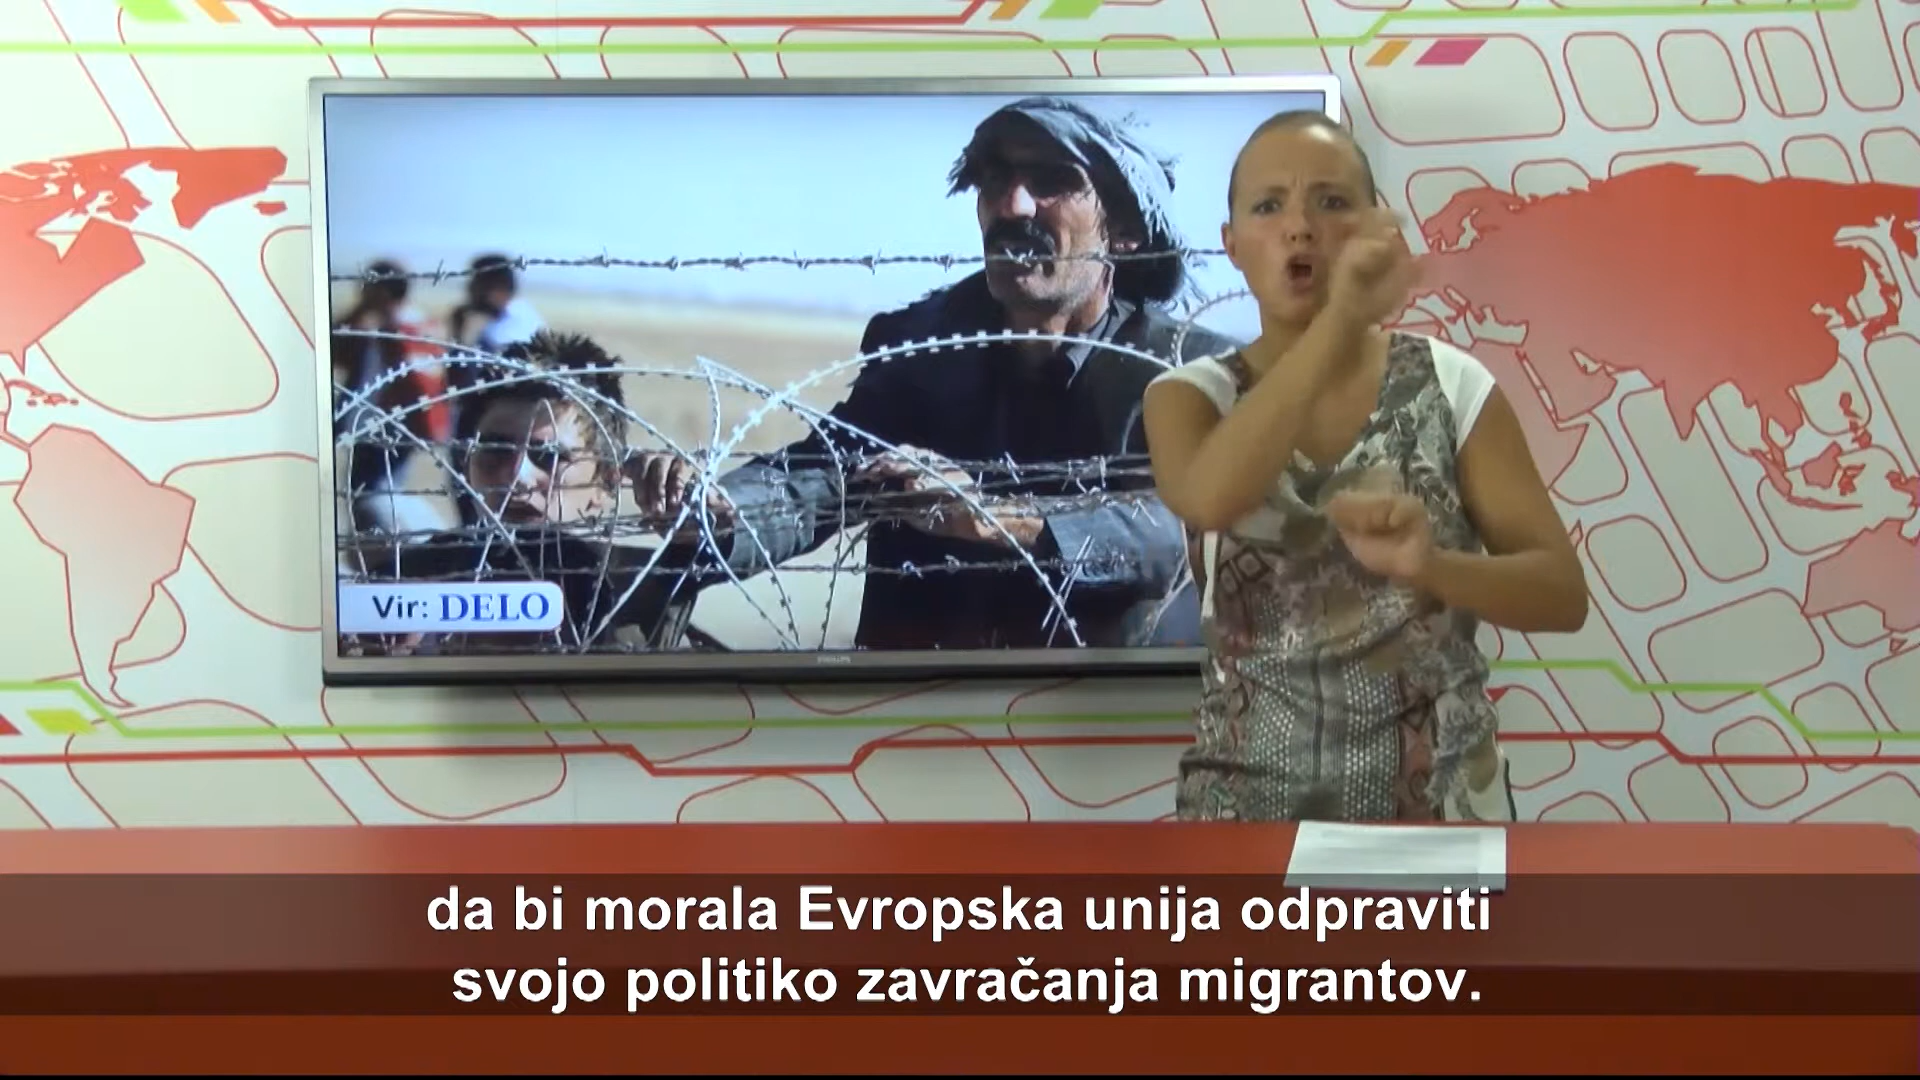 Vir: DELO
da bi morala Evropska unija odpraviti
svojo politiko zavračanja migrantov.